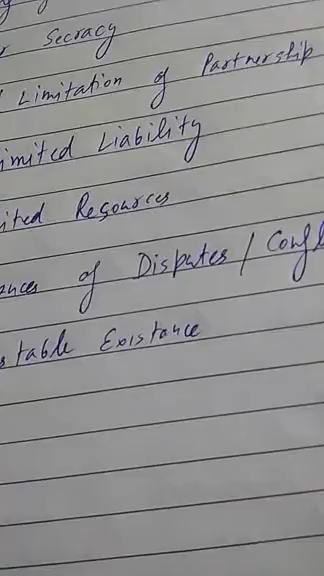 Secracy
Limitation of Partnership
imited Liability
ited Resources
ances of Disputes / Confl
stable Existance